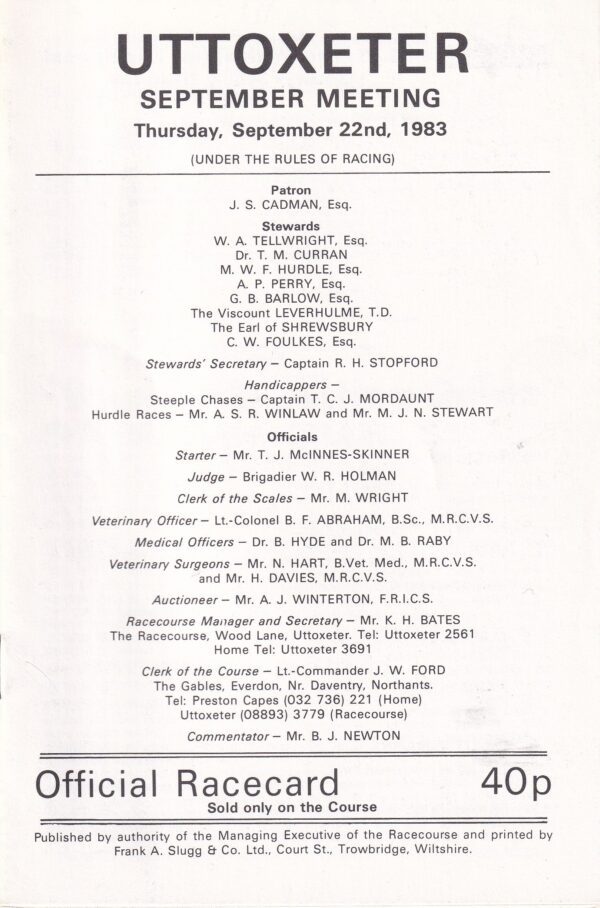 UTTOXETER
SEPTEMBER MEETING
Thursday, September 22nd, 1983
(UNDER THE RULES OF RACING)
Patron
J. S. CADMAN, Esq.
Stewards
W. A. TELLWRIGHT, Esq.
Dr. T. M. CURRAN
M. W. F. HURDLE, Esq.
A. P. PERRY, Esq.
G. B. BARLOW, Esq.
The Viscount LEVERHULME, T.D.
The Earl of SHREWSBURY
C. W. FOULKES, Esq.
Stewards' Secretary – Captain R. H. STOPFORD
Handicappers –
Steeple Chases – Captain T. C. J. MORDAUNT
Hurdle Races – Mr. A. S. R. WINLAW and Mr. M. J. N. STEWART
Officials
Starter – Mr. T. J. McINNES-SKINNER
Judge – Brigadier W. R. HOLMAN
Clerk of the Scales – Mr. M. WRIGHT
Veterinary Officer – Lt.-Colonel B. F. ABRAHAM, B.Sc., M.R.C.V.S.
Medical Officers – Dr. B. HYDE and Dr. M. B. RABY
Veterinary Surgeons – Mr. N. HART, B.Vet. Med., M.R.C.V.S.
and Mr. H. DAVIES, M.R.C.V.S.
Auctioneer – Mr. A. J. WINTERTON, F.R.I.C.S.
Racecourse Manager and Secretary – Mr. K. H. BATES
The Racecourse, Wood Lane, Uttoxeter. Tel: Uttoxeter 2561
Home Tel: Uttoxeter 3691
Clerk of the Course – Lt.-Commander J. W. FORD
The Gables, Everdon, Nr. Daventry, Northants.
Tel: Preston Capes (032 736) 221 (Home)
Uttoxeter (08893) 3779 (Racecourse)
Commentator – Mr. B. J. NEWTON
Official Racecard 40p
Sold only on the Course
Published by authority of the Managing Executive of the Racecourse and printed by
Frank A. Slugg & Co. Ltd., Court St., Trowbridge, Wiltshire.